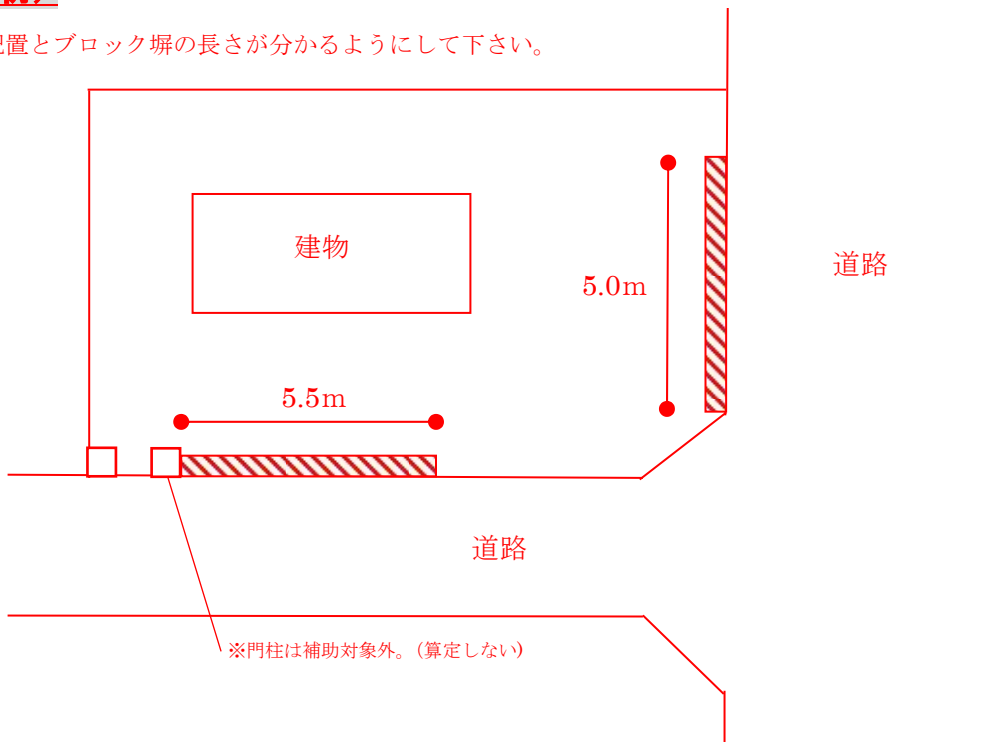 置とブロック塀の長さが分かるようにして下さい。
建物
道路
5.0m
5.5m
道路
※門柱は補助対象外。（算定しない）